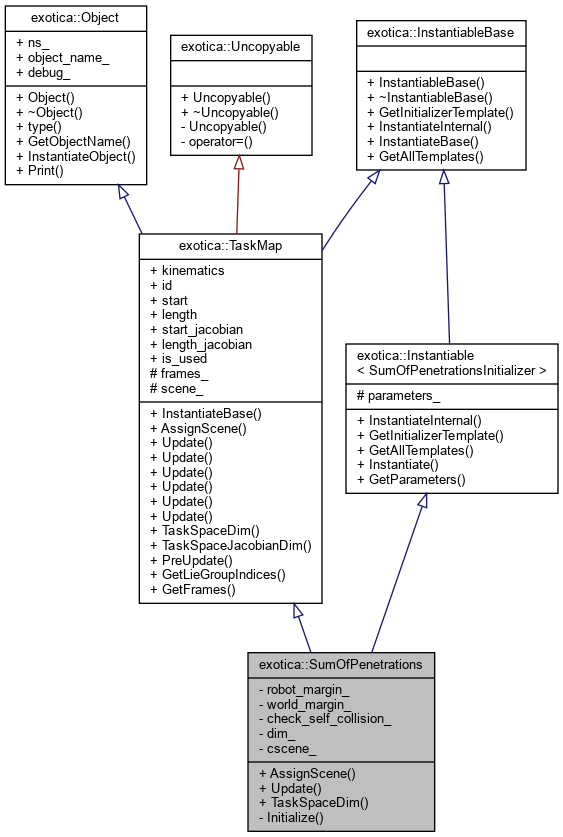 exotica::Object
+ ns_
+ object_name_
+ debug_
+ Object()
+ ~Object()
+ type()
+ GetObjectName()
+ InstantiateObject()
+ Print()
exotica::Uncopyable
+ Uncopyable()
+ ~Uncopyable()
- Uncopyable()
- operator=()
exotica::InstantiableBase
+ InstantiableBase()
+ ~InstantiableBase()
+ GetInitializerTemplate()
+ InstantiateInternal()
+ InstantiateBase()
+ GetAllTemplates()
exotica::TaskMap
+ kinematics
+ id
+ start
+ length
+ start_jacobian
+ length_jacobian
+ is_used
# frames_
# scene_
+ InstantiateBase()
+ AssignScene()
+ Update()
+ Update()
+ Update()
+ Update()
+ Update()
+ Update()
+ TaskSpaceDim()
+ TaskSpaceJacobianDim()
+ PreUpdate()
+ GetLieGroupIndices()
+ GetFrames()
exotica::Instantiable
< SumOfPenetrationsInitializer >
# parameters_
+ InstantiateInternal()
+ GetInitializerTemplate()
+ GetAllTemplates()
+ Instantiate()
+ GetParameters()
exotica::SumOfPenetrations
- robot_margin_
- world_margin_
- check_self_collision_
- dim_
- cscene_
+ AssignScene()
+ Update()
+ TaskSpaceDim()
- Initialize()